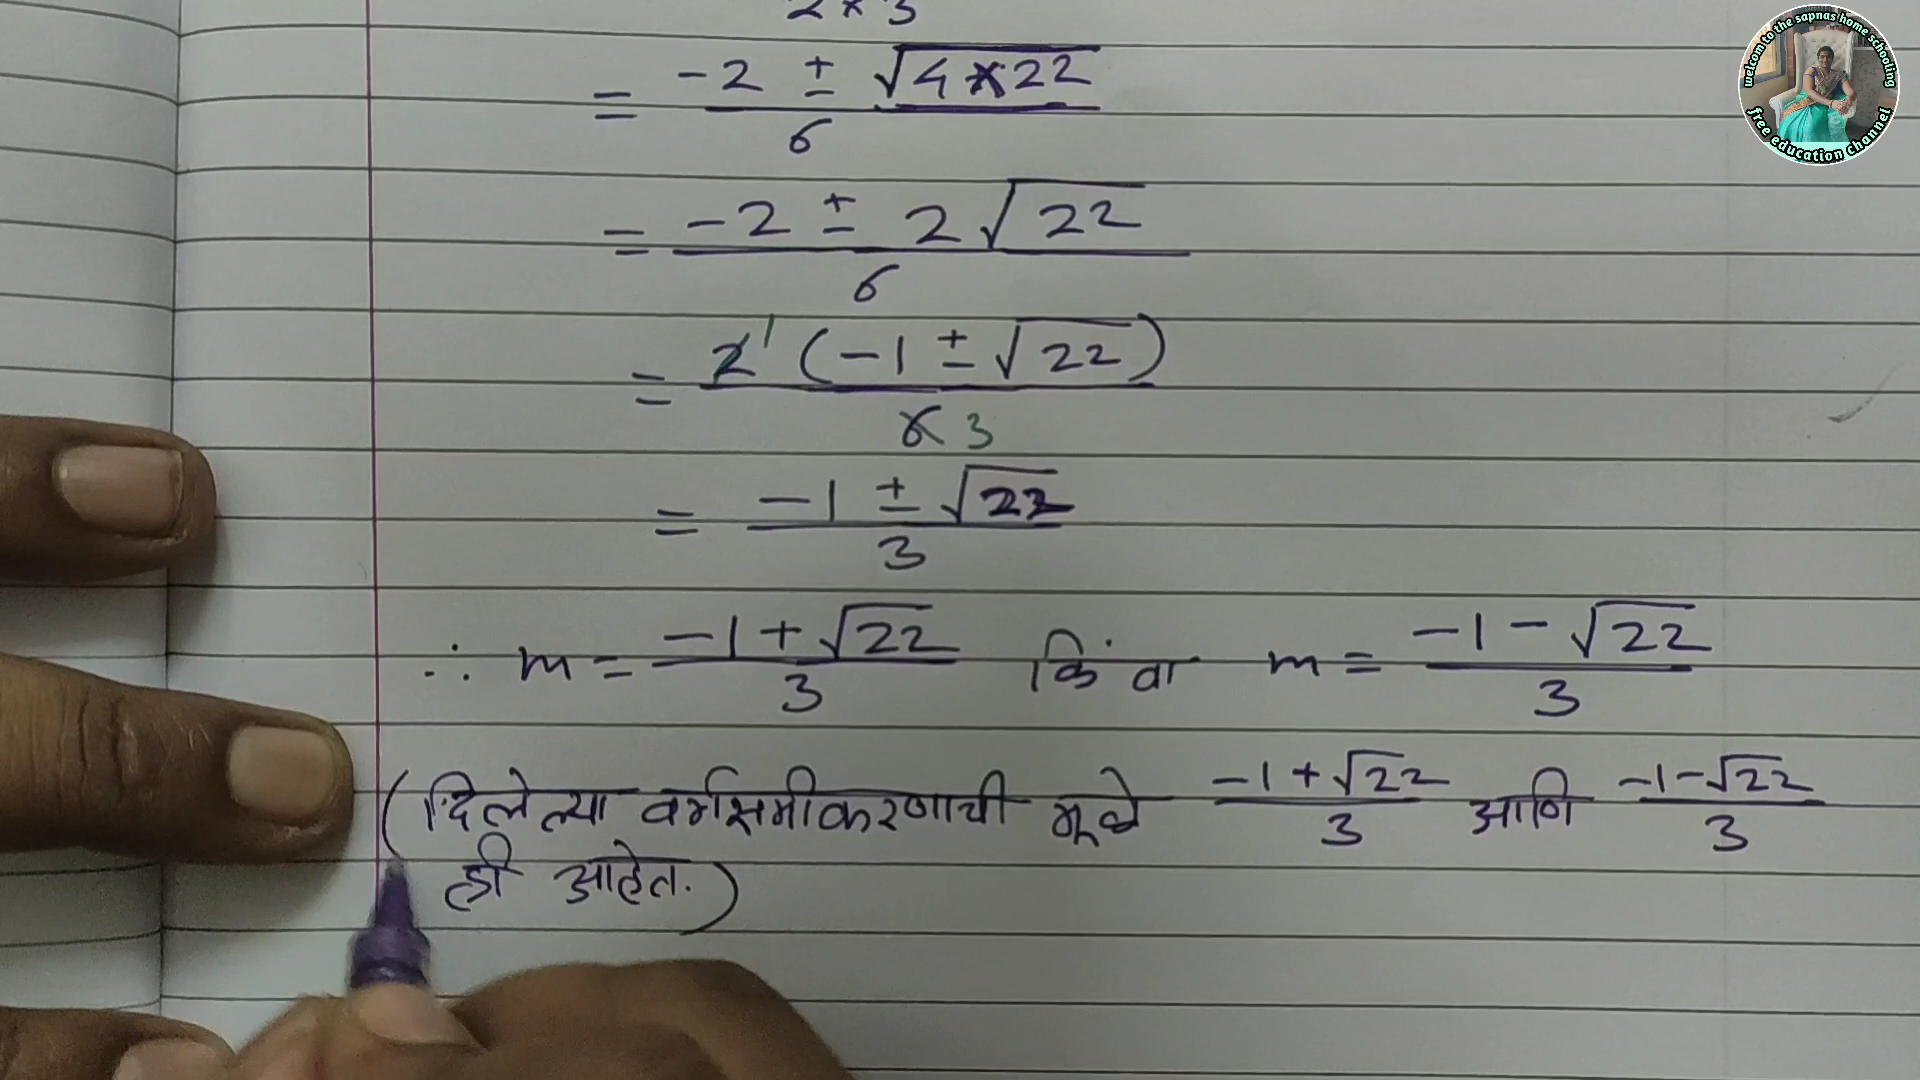 2 × 3
= -2 ± √4×22
6
= -2 ± 2√22
6
= 2 1 (-1 ± √22)
6 3
= -1 ± √22
3
∴ m = -1 + √22 / 3 किंवा m = -1 - √22 / 3
(दिलेल्या वर्गसमीकरणाची मूळे -1 + √22 / 3 आणि -1 - √22 / 3
ही आहेत.)
welcom to the sapnas home schooling
free education channel